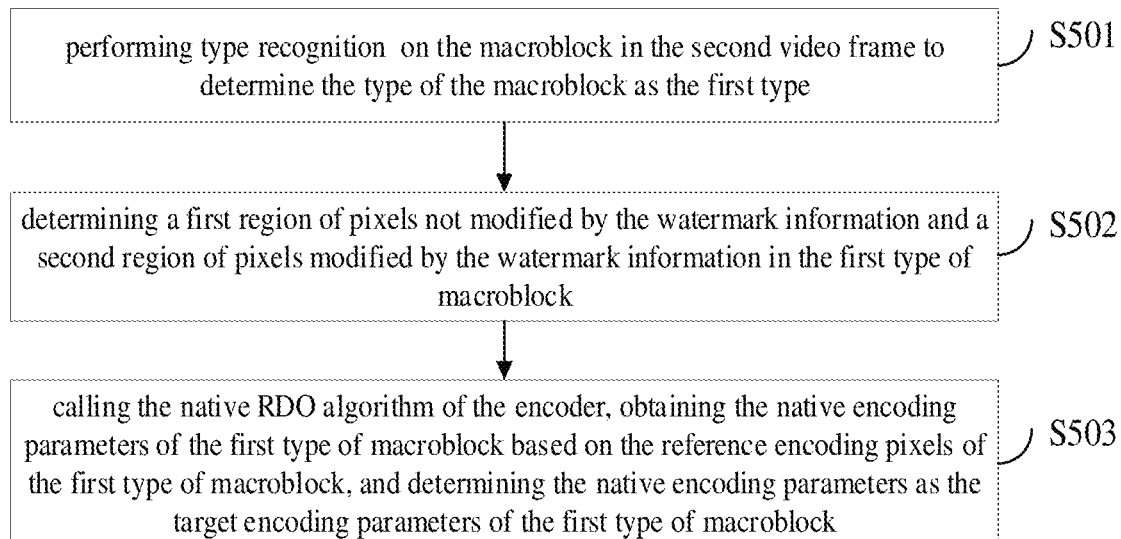 performing type recognition on the macroblock in the second video frame to
determine the type of the macroblock as the first type
S501
determining a first region of pixels not modified by the watermark information and a
second region of pixels modified by the watermark information in the first type of
macroblock
S502
calling the native RDO algorithm of the encoder, obtaining the native encoding
parameters of the first type of macroblock based on the reference encoding pixels of
the first type of macroblock, and determining the native encoding parameters as the
target encoding parameters of the first type of macroblock
S503